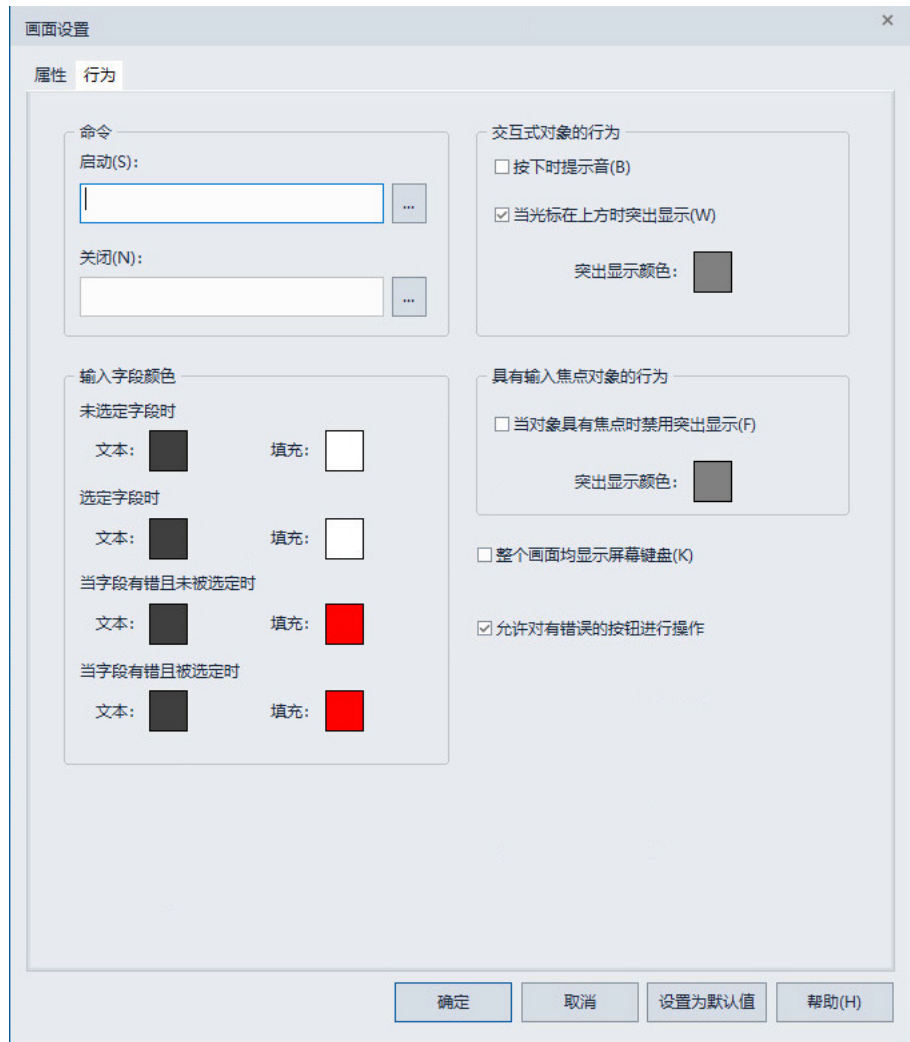 画面设置
×
属性 行为
命令
启动(S):
...
关闭(N):
...
输入字段颜色
未选定字段时
文本: 填充:
选定字段时
文本: 填充:
当字段有错且未被选定时
文本: 填充:
当字段有错且被选定时
文本: 填充:
交互式对象的行为
按下时提示音(B)
当光标在上方时突出显示(W)
突出显示颜色:
具有输入焦点对象的行为
当对象具有焦点时禁用突出显示(F)
突出显示颜色:
整个画面均显示屏幕键盘(K)
允许对有错误的按钮进行操作
确定 取消 设置为默认值 帮助(H)